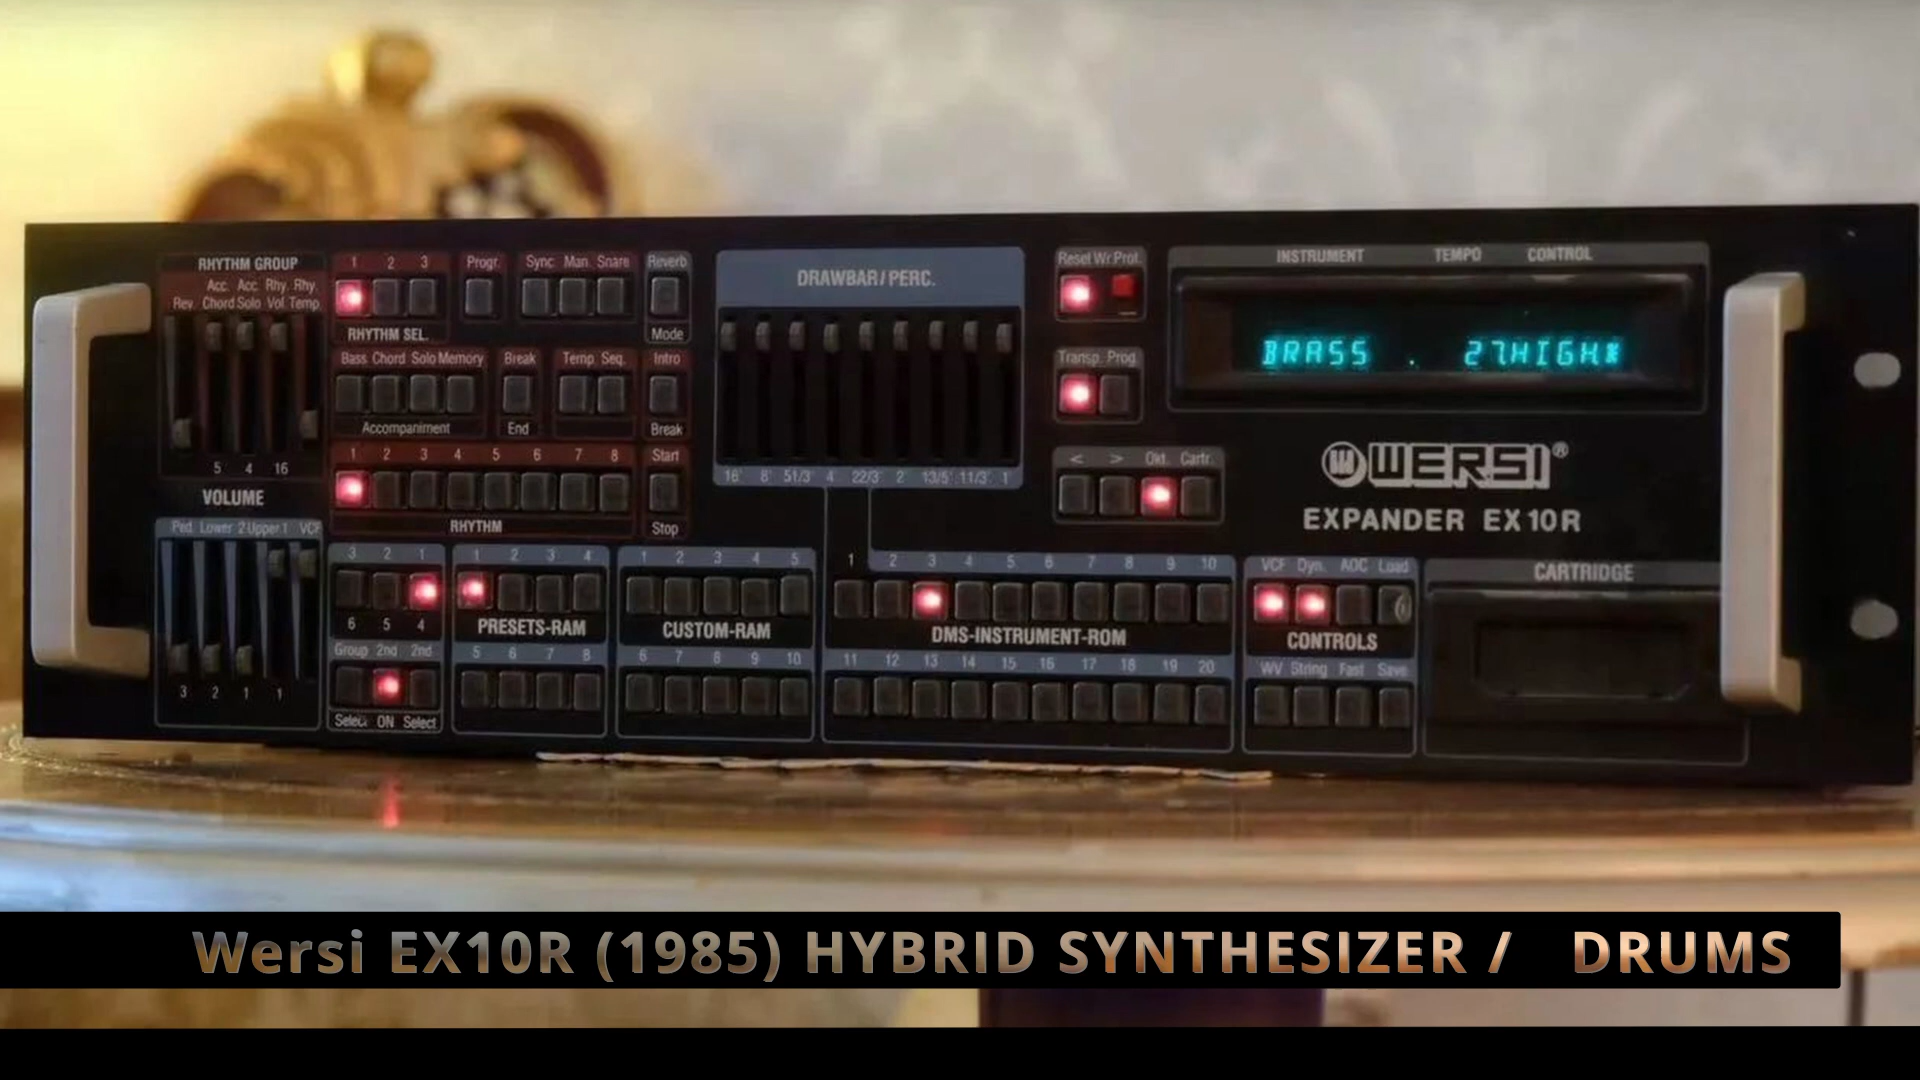 RHYTHM GROUP
Acc. Acc. Rhy. Rhy.
Rev. Chord Solo Vol. Temp.
5 4 16
VOLUME
Ped. Lower 2 Upper 1 VCF
3 2 1 1
1 2 3
RHYTHM SEL.
Progr.
Sync. Man. Snare
Reverb
Mode
Bass Chord Solo Memory
Accompaniment
Break
End
Temp. Seq.
Intro
Break
1 2 3 4 5 6 7 8
RHYTHM
Start
Stop
3 2 1
6 5 4
Group 2nd 2nd
Select ON Select
1 2 3 4
PRESETS-RAM
5 6 7 8
1 2 3 4 5
CUSTOM-RAM
6 7 8 9 10
DRAWBAR/ PERC.
16' 8' 51/3 4 22/3 2 13/5 11/3 1
1 2 3 4 5 6 7 8 9 10
DMS-INSTRUMENT-ROM
11 12 13 14 15 16 17 18 19 20
Reset Wr.Prot.
Transp. Prog.
< > Okt. Cartr.
INSTRUMENT TEMPO CONTROL
BRASS . 27HIGH
WERSI®
EXPANDER EX10R
VCF Dyn. AOC Load
CONTROLS
WV String Fast Save
CARTRIDGE
Wersi EX10R (1985) HYBRID SYNTHESIZER / DRUMS